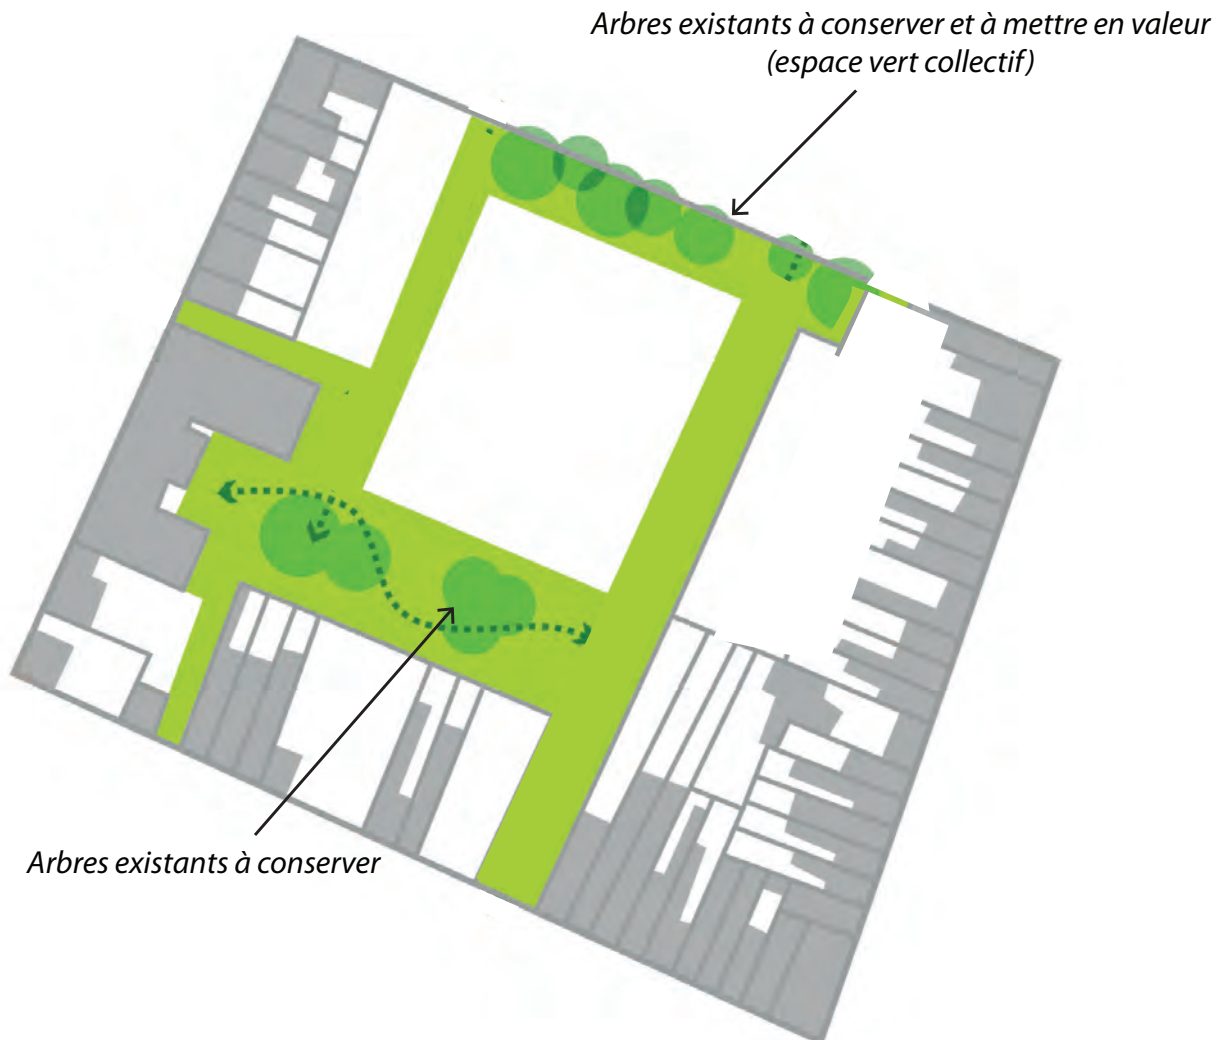 Arbres existants à conserver et à mettre en valeur
(espace vert collectif)
Arbres existants à conserver